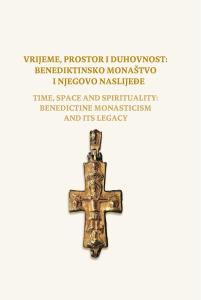 VRIJEME, PROSTOR I DUHOVNOST:
BENEDIKTINSKO MONAŠTVO
I NJEGOVO NASLIJEĐE
TIME, SPACE AND SPIRITUALITY:
BENEDICTINE MONASTICISM
AND ITS LEGACY